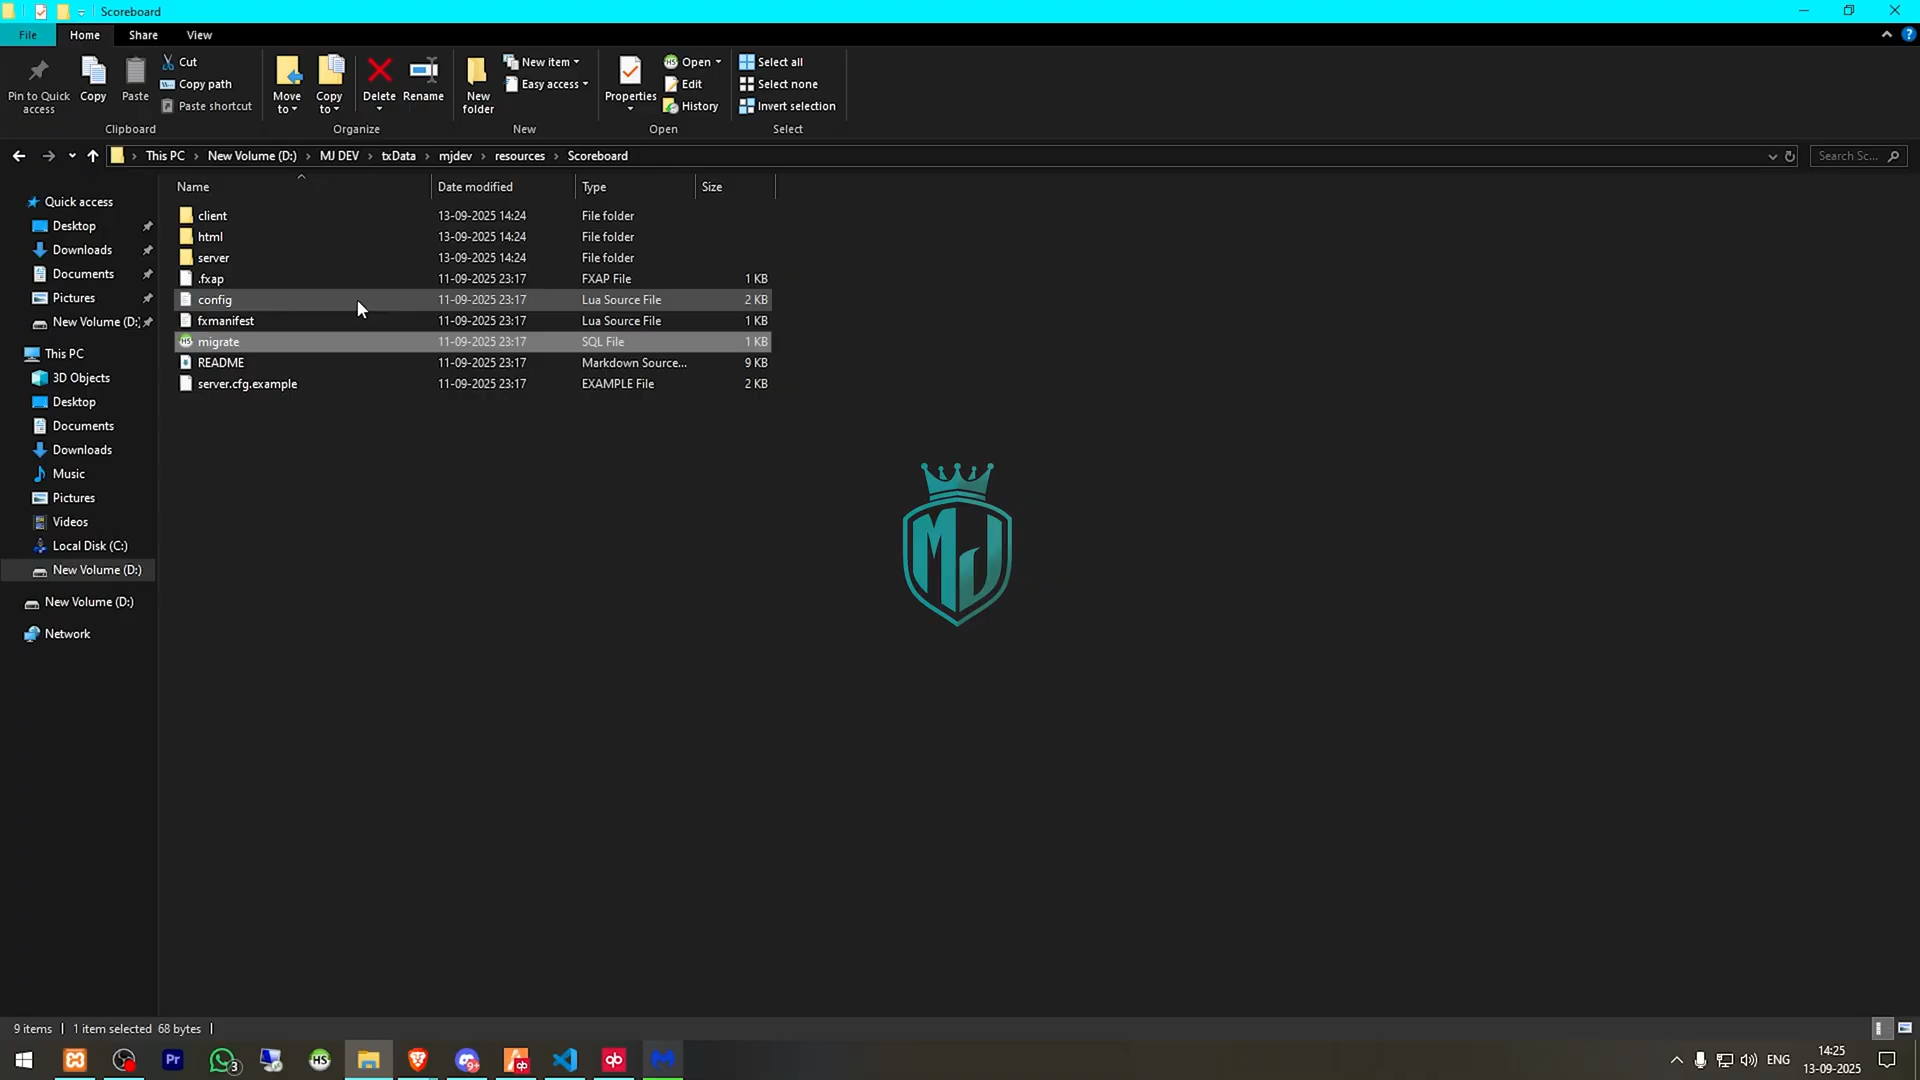 Scoreboard
File Home Share View
Pin to Quick access
Copy
Paste
Cut
Copy path
Paste shortcut
Clipboard
Move to
Copy to
Delete
Rename
Organize
New folder
New item
Easy access
New
Properties
Open
Edit
History
Open
Select all
Select none
Invert selection
Select
This PC New Volume (D:) MJ DEV txData mjdev resources Scoreboard
Search Sc...
Name Date modified Type Size
client 13-09-2025 14:24 File folder
html 13-09-2025 14:24 File folder
server 13-09-2025 14:24 File folder
.fxap 11-09-2025 23:17 FXAP File 1 KB
config 11-09-2025 23:17 Lua Source File 2 KB
fxmanifest 11-09-2025 23:17 Lua Source File 1 KB
migrate 11-09-2025 23:17 SQL File 1 KB
README 11-09-2025 23:17 Markdown Source... 9 KB
server.cfg.example 11-09-2025 23:17 EXAMPLE File 2 KB
Quick access
Desktop
Downloads
Documents
Pictures
New Volume (D:)
This PC
3D Objects
Desktop
Documents
Downloads
Music
Pictures
Videos
Local Disk (C:)
New Volume (D:)
New Volume (D:)
Network
MJ
9 items 1 item selected 68 bytes
Pr
3
HS
9+
qb
qb
ENG
14:25
13-09-2025